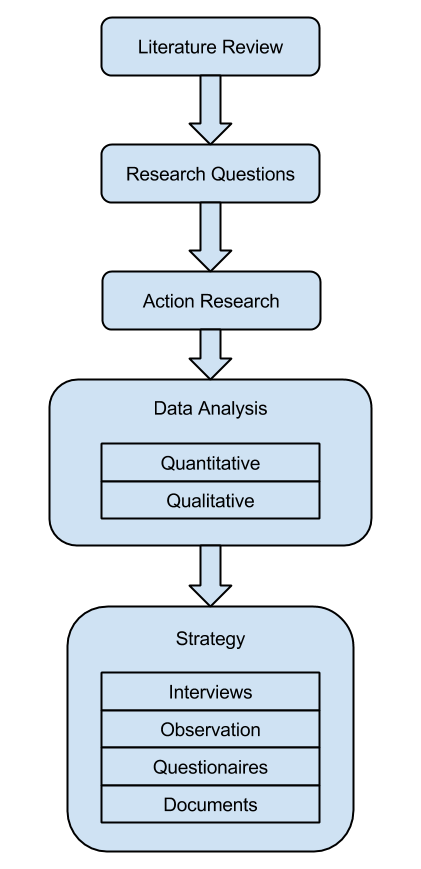 Literature Review
Research Questions
Action Research
Data Analysis
Quantitative
Qualitative
Strategy
Interviews
Observation
Questionaires
Documents